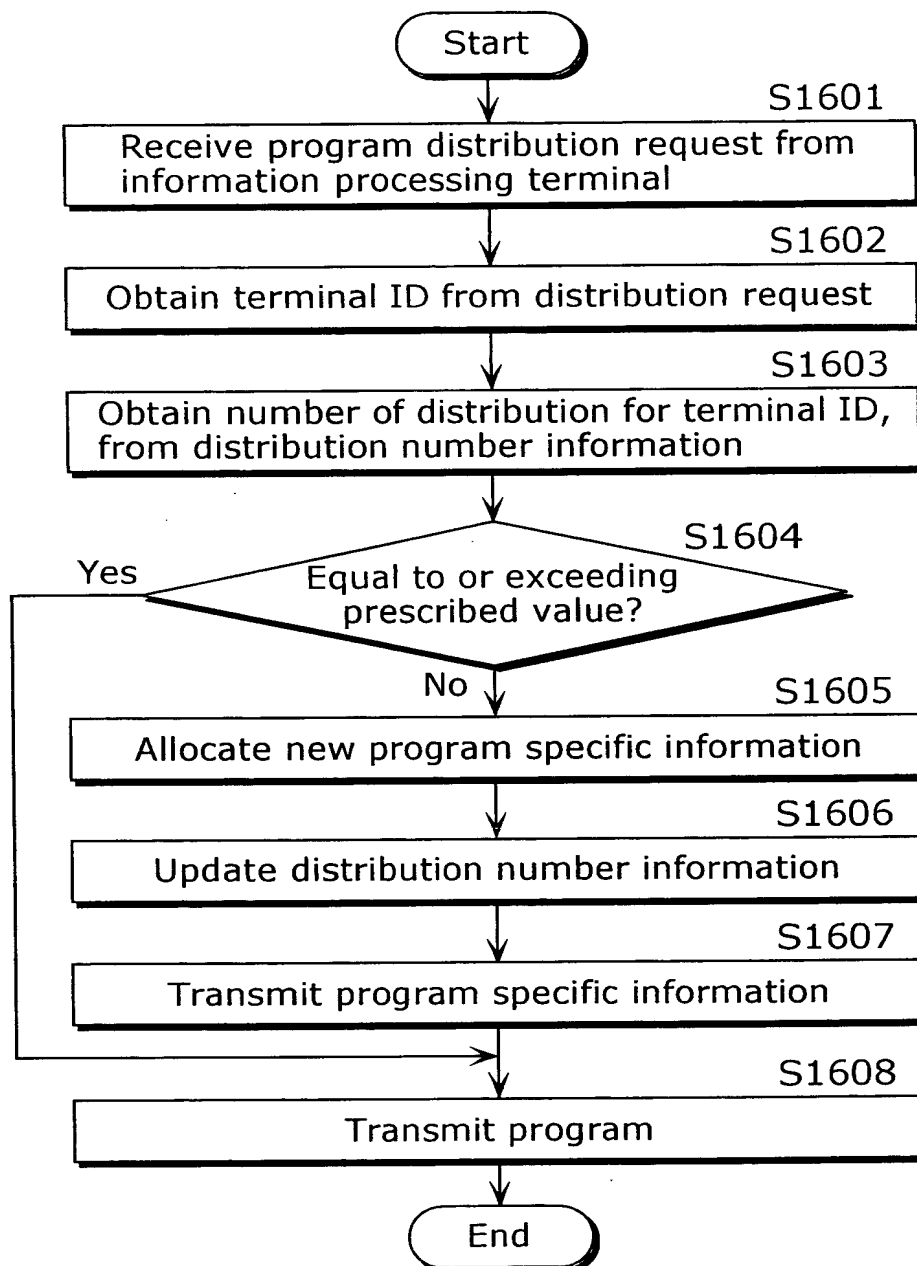 Start
S1601
Receive program distribution request from
information processing terminal
S1602
Obtain terminal ID from distribution request
S1603
Obtain number of distribution for terminal ID,
from distribution number information
S1604
Yes
Equal to or exceeding
prescribed value?
No
S1605
Allocate new program specific information
S1606
Update distribution number information
S1607
Transmit program specific information
S1608
Transmit program
End